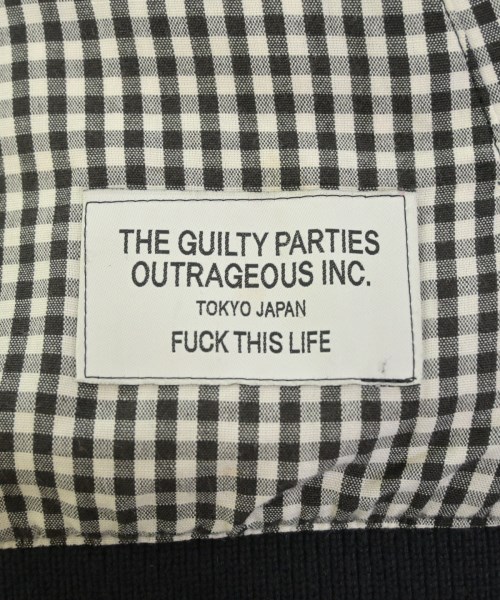 THE GUILTY PARTIES
OUTRAGEOUS INC.
TOKYO JAPAN
FUCK THIS LIFE